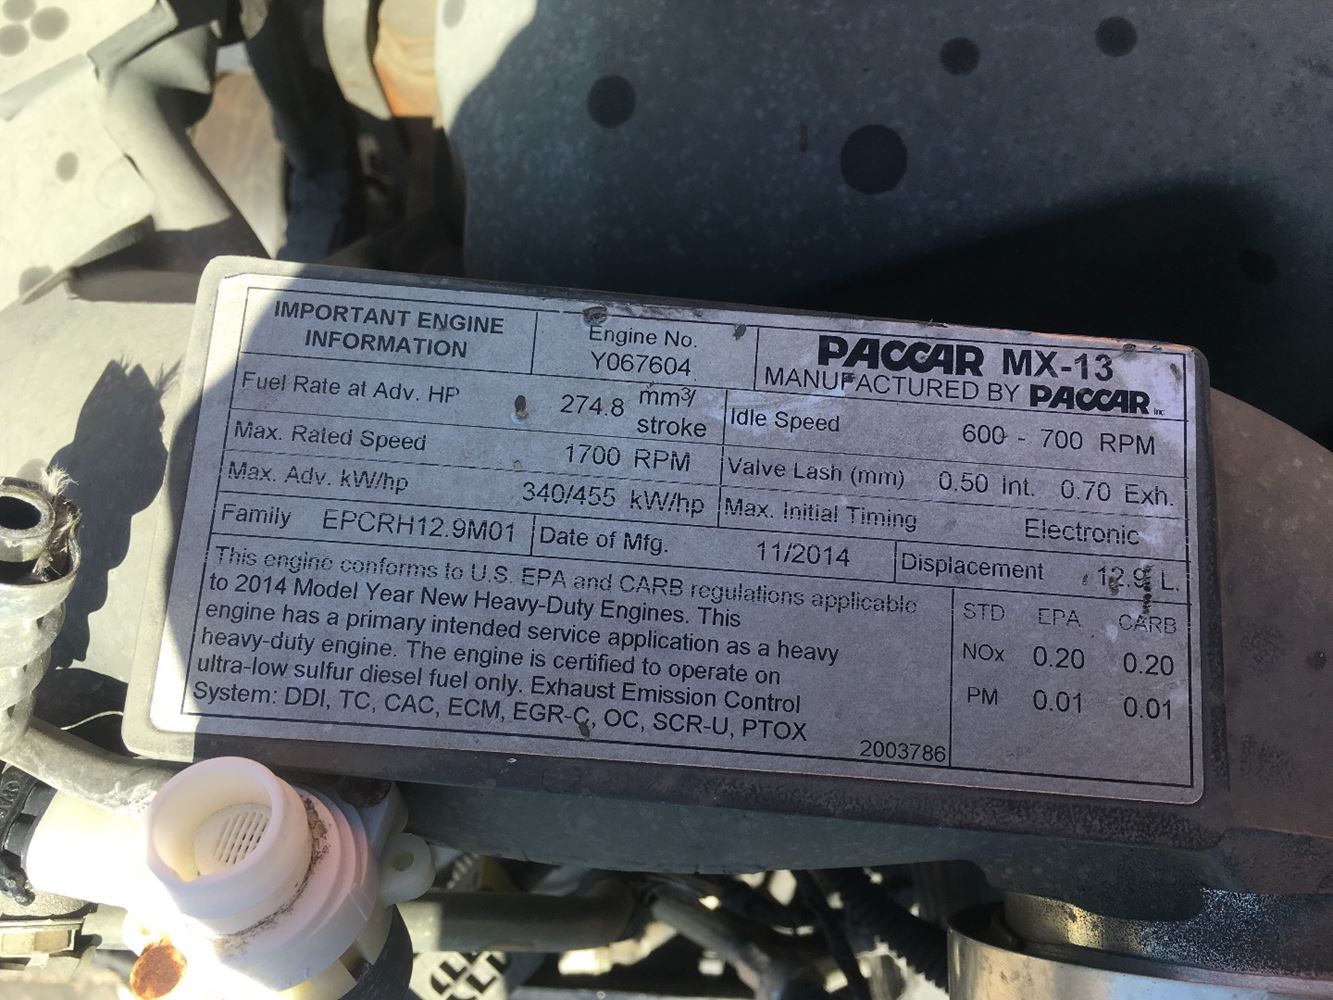 IMPORTANT ENGINE
INFORMATION
Engine No.
Y067604
PACCAR MX-13
MANUFACTURED BY PACCAR Inc
Fuel Rate at Adv. HP 274.8 mm³/
stroke
Idle Speed 600 - 700 RPM
Max. Rated Speed 1700 RPM
Valve Lash (mm) 0.50 Int. 0.70 Exh.
Max. Adv. kW/hp 340/455 kW/hp
Max. Initial Timing Electronic
Family EPCRH12.9M01
Date of Mfg. 11/2014
Displacement 12.9 L.
This engine conforms to U.S. EPA and CARB regulations applicable
to 2014 Model Year New Heavy-Duty Engines. This
engine has a primary intended service application as a heavy
heavy-duty engine. The engine is certified to operate on
ultra-low sulfur diesel fuel only. Exhaust Emission Control
System: DDI, TC, CAC, ECM, EGR-C, OC, SCR-U, PTOX
2003786
STD EPA CARB
NOx 0.20 0.20
PM 0.01 0.01